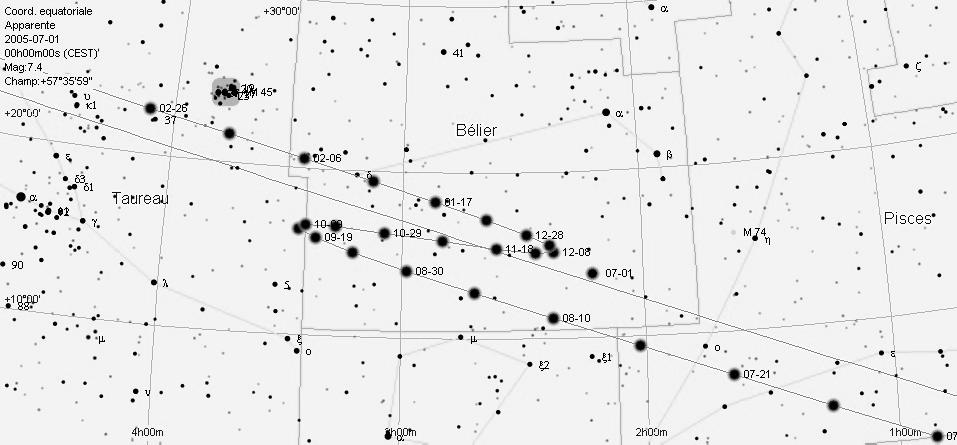 Coord. equatoriale
Apparente
2005-07-01
00h00m00s (CEST)
Mag:7.4
Champ:+57°35'59"
+30°00'
α
41
ζ
υ
κ1
02-26
37
+20°00'
α
Bélier
β
ε
02-06
δ
δ3
δ1
α
Taureau
01-17
γ
Pisces
M 74
η
10-09
09-19
10-29
12-28
11-18
12-08
90
08-30
07-01
λ
ζ
+10°00'
88
08-10
μ
ξ
ο
μ
ξ2
ξ1
ο
ε
07-21
ν
4h00m
α
2h00m
1h00m
07